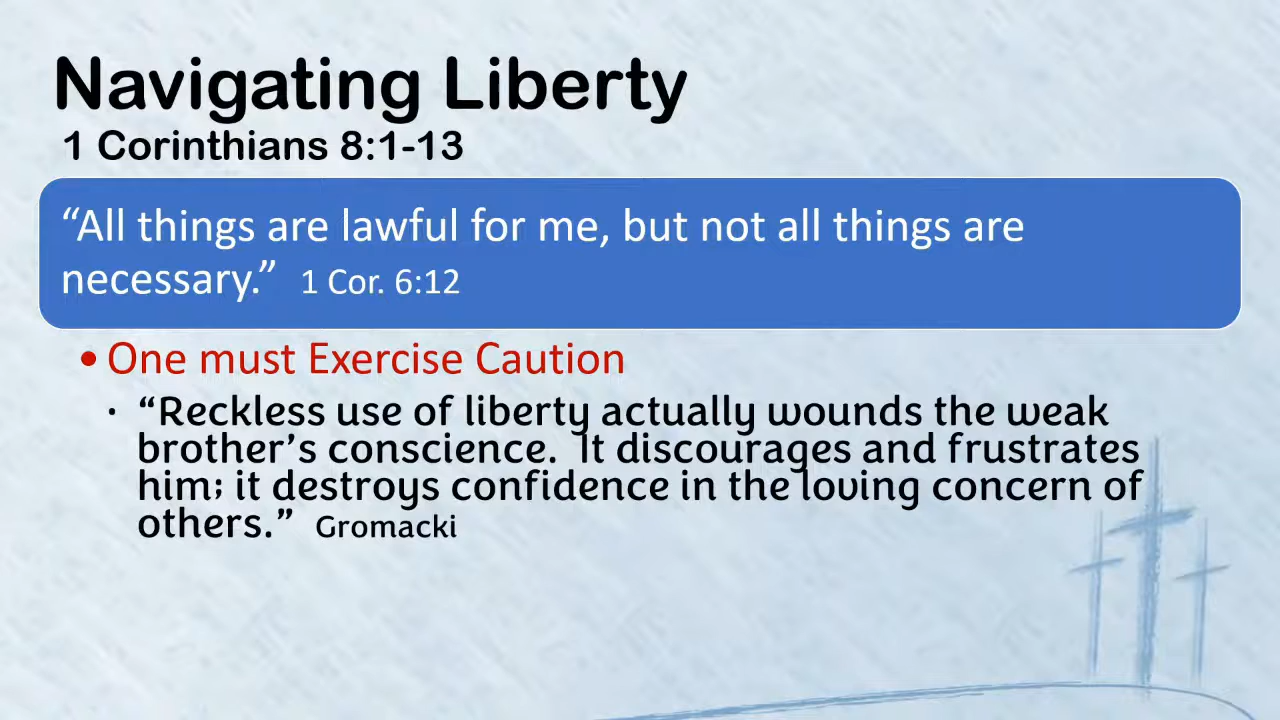 Navigating Liberty
1 Corinthians 8:1-13
“All things are lawful for me, but not all things are
necessary.” 1 Cor. 6:12
• One must Exercise Caution
• “Reckless use of liberty actually wounds the weak
brother’s conscience. It discourages and frustrates
him; it destroys confidence in the loving concern of
others.” Gromacki